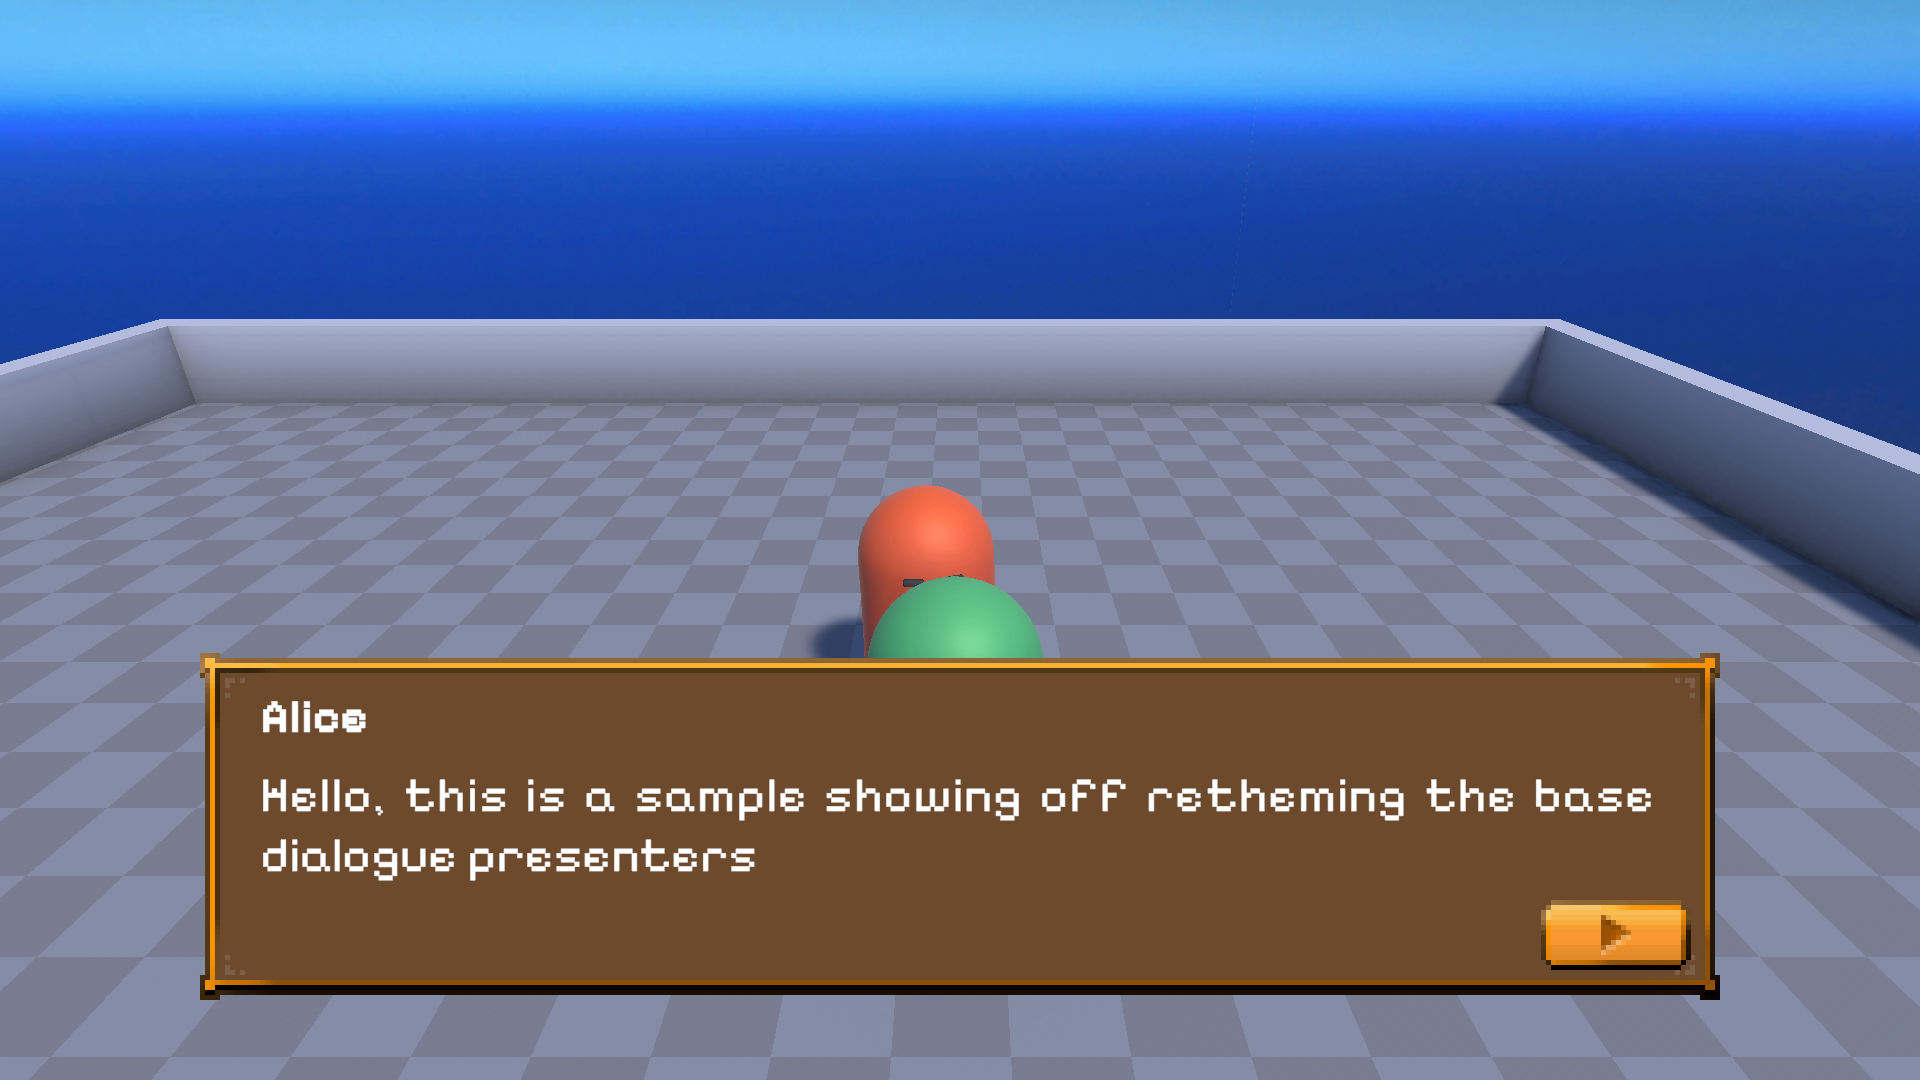 Alice
Hello, this is a sample showing off retheming the base
dialogue presenters